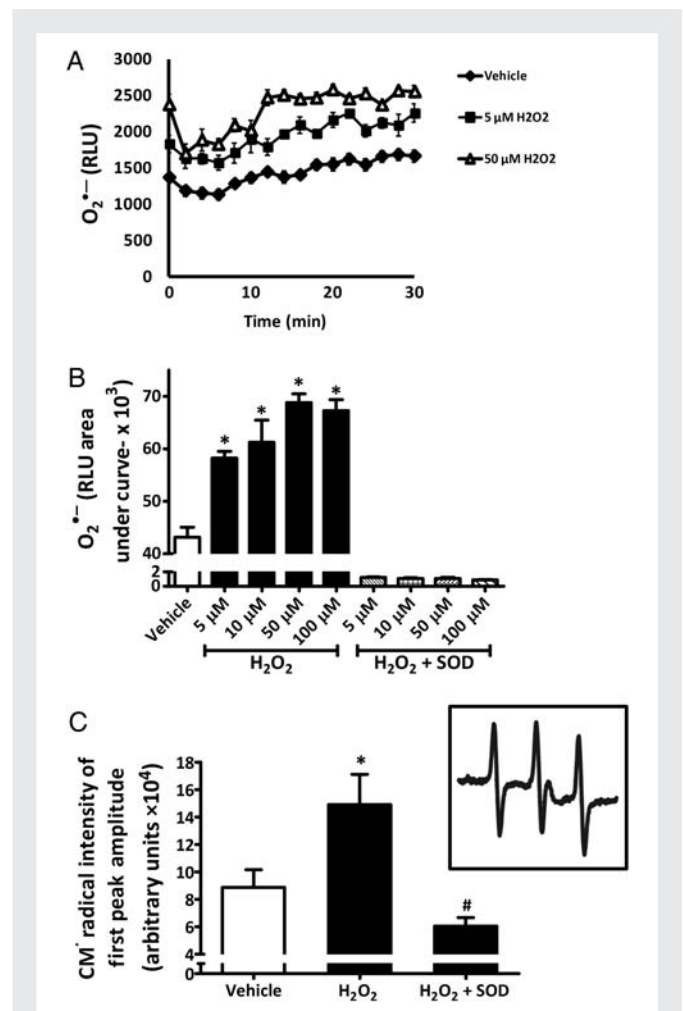 A
3000
2500
2000
1500
1000
500
0
O₂•– (RLU)
0 10 20 30
Time (min)
Vehicle
5 µM H2O2
50 µM H2O2
B
70
60
50
40
2
0
O₂•– (RLU area
under curve- x 10³)
* * * *
Vehicle 5 µM 10 µM 50 µM 100 µM 5 µM 10 µM 50 µM 100 µM
H₂O₂ H₂O₂ + SOD
C
18
16
14
12
10
8
6
4
0
CM˙ radical intensity of
first peak amplitude
(arbitrary units ×10⁴)
*
#
Vehicle H₂O₂ H₂O₂ + SOD